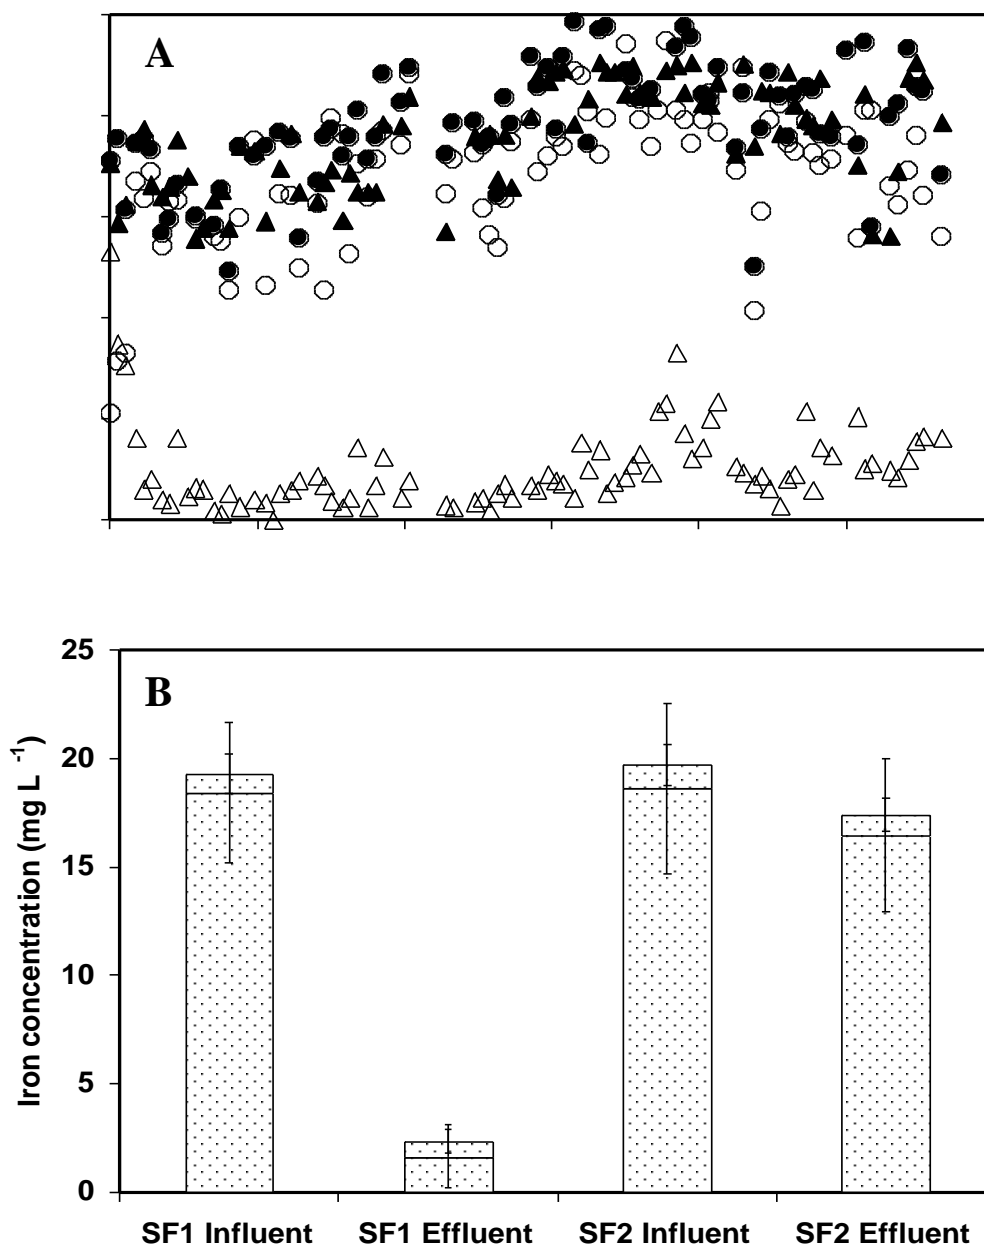 A
B
25
20
15
10
5
0
Iron concentration (mg L -1)
SF1 Influent SF1 Effluent SF2 Influent SF2 Effluent